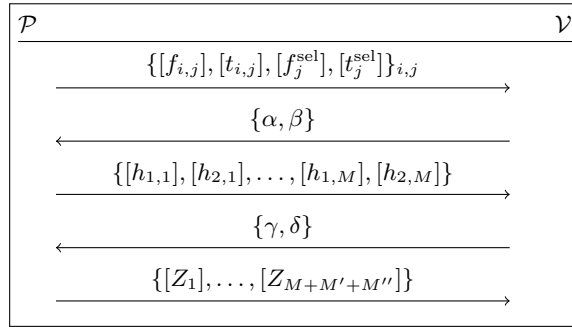 𝒫 𝒱
{[f_{i,j}], [t_{i,j}], [f_j^{sel}], [t_j^{sel}]}_{i,j}
{α, β}
{[h_{1,1}], [h_{2,1}], . . . , [h_{1,M}], [h_{2,M}]}
{γ, δ}
{[Z_1], . . . , [Z_{M+M′+M′′}]}